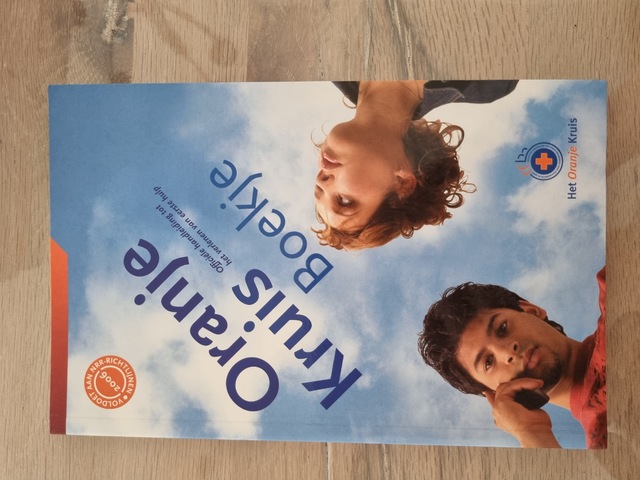 Het Oranje Kruis
Oranje
Kruis
Boekje
Officiële handleiding tot
het verlenen van eerste hulp
VOLDOET AAN NRR-RICHTLIJNEN
2006